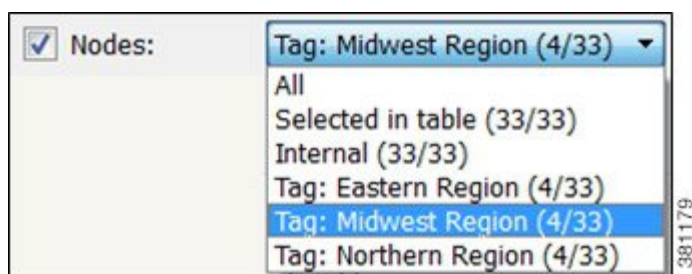 Nodes: Tag: Midwest Region (4/33)
All
Selected in table (33/33)
Internal (33/33)
Tag: Eastern Region (4/33)
Tag: Midwest Region (4/33)
Tag: Northern Region (4/33)
381179